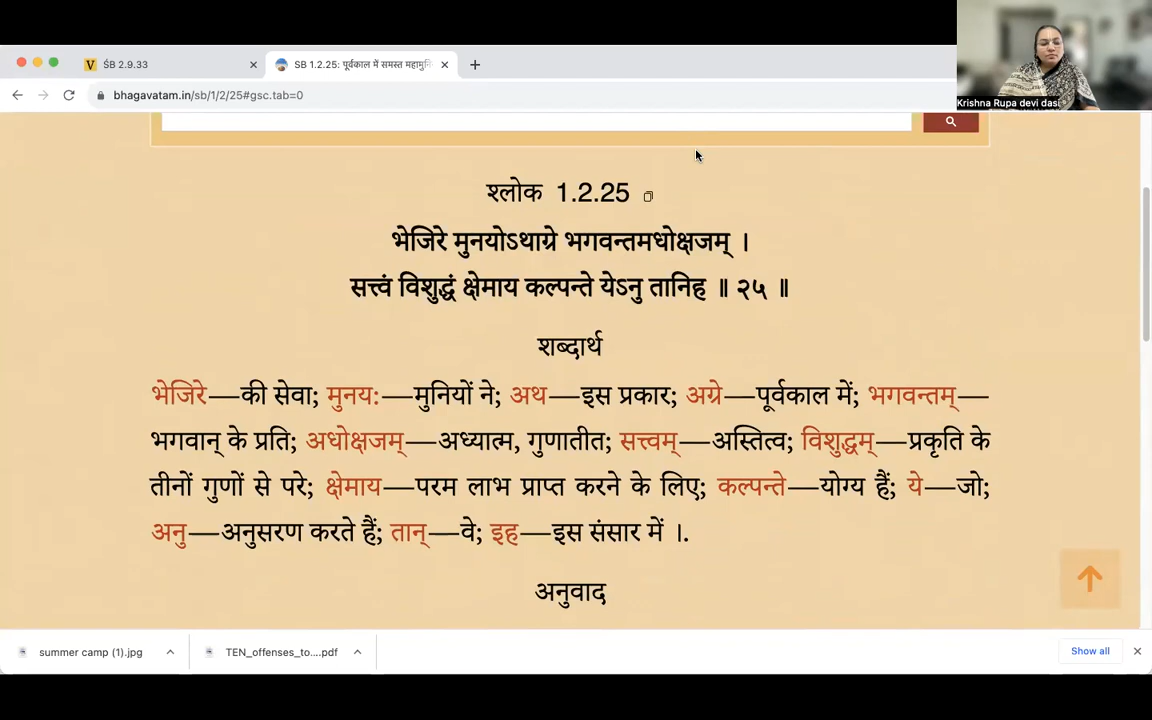 ŚB 2.9.33
SB 1.2.25: पूर्वकाल में समस्त महामुनि
bhagavatam.in/sb/1/2/25#gsc.tab=0
Krishna Rupa devi dasi
श्लोक 1.2.25
भेजिरे मुनयोऽथाग्रे भगवन्तमधोक्षजम् ।
सत्त्वं विशुद्धं क्षेमाय कल्पन्ते येऽनु तानिह ॥ २५ ॥
शब्दार्थ
भेजिरे—की सेवा; मुनय:—मुनियों ने; अथ—इस प्रकार; अग्रे—पूर्वकाल में; भगवन्तम्—
भगवान् के प्रति; अधोक्षजम्—अध्यात्म, गुणातीत; सत्त्वम्—अस्तित्व; विशुद्धम्—प्रकृति के
तीनों गुणों से परे; क्षेमाय—परम लाभ प्राप्त करने के लिए; कल्पन्ते—योग्य हैं; ये—जो;
अनु—अनुसरण करते हैं; तान्—वे; इह—इस संसार में ।.
अनुवाद
summer camp (1).jpg
TEN_offenses_to....pdf
Show all